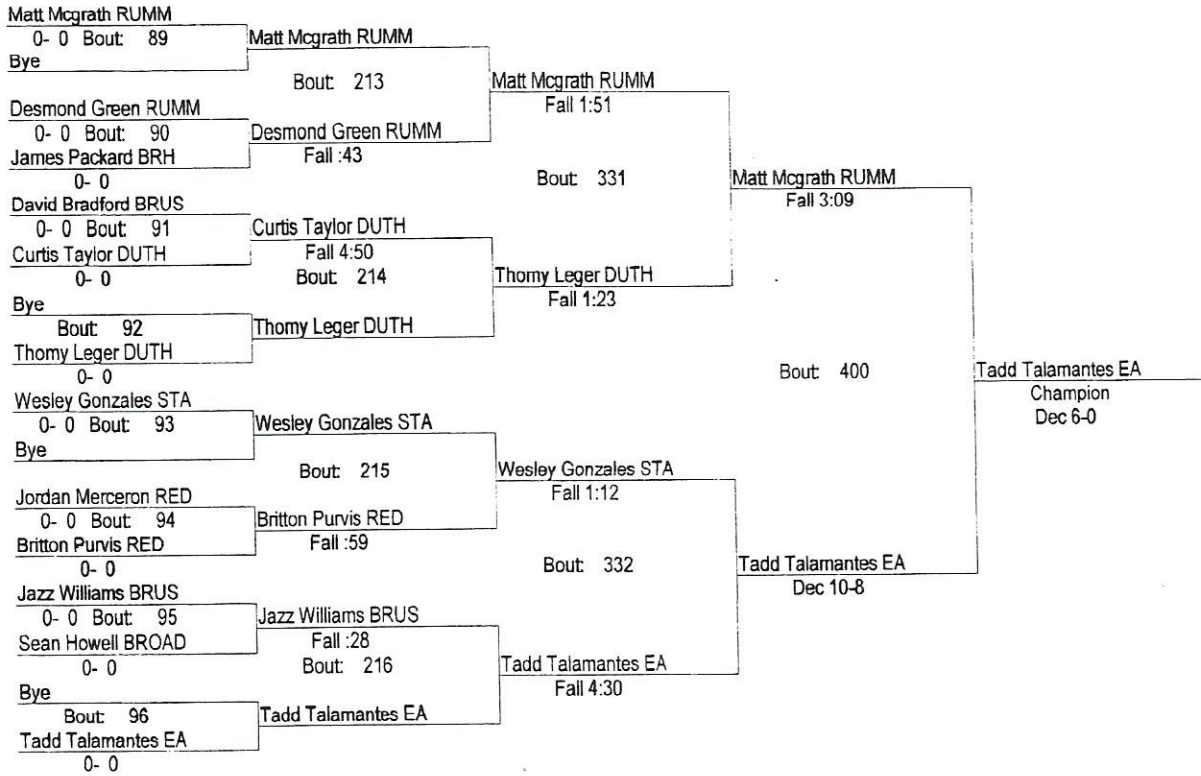 Matt Mcgrath RUMM
0- 0 Bout: 89
Bye
Desmond Green RUMM
0- 0 Bout: 90
James Packard BRH
0- 0
David Bradford BRUS
0- 0 Bout: 91
Curtis Taylor DUTH
0- 0
Bye
Bout: 92
Thomy Leger DUTH
0- 0
Wesley Gonzales STA
0- 0 Bout: 93
Bye
Jordan Merceron RED
0- 0 Bout: 94
Britton Purvis RED
0- 0
Jazz Williams BRUS
0- 0 Bout: 95
Sean Howell BROAD
0- 0
Bye
Bout: 96
Tadd Talamantes EA
0- 0
Matt Mcgrath RUMM
Bout: 213
Desmond Green RUMM
Fall :43
Curtis Taylor DUTH
Fall 4:50
Bout: 214
Thomy Leger DUTH
Wesley Gonzales STA
Bout: 215
Britton Purvis RED
Fall :59
Jazz Williams BRUS
Fall :28
Bout: 216
Tadd Talamantes EA
Matt Mcgrath RUMM
Fall 1:51
Bout: 331
Thomy Leger DUTH
Fall 1:23
Wesley Gonzales STA
Fall 1:12
Bout: 332
Tadd Talamantes EA
Fall 4:30
Matt Mcgrath RUMM
Fall 3:09
Bout: 400
Tadd Talamantes EA
Dec 10-8
Tadd Talamantes EA
Champion
Dec 6-0